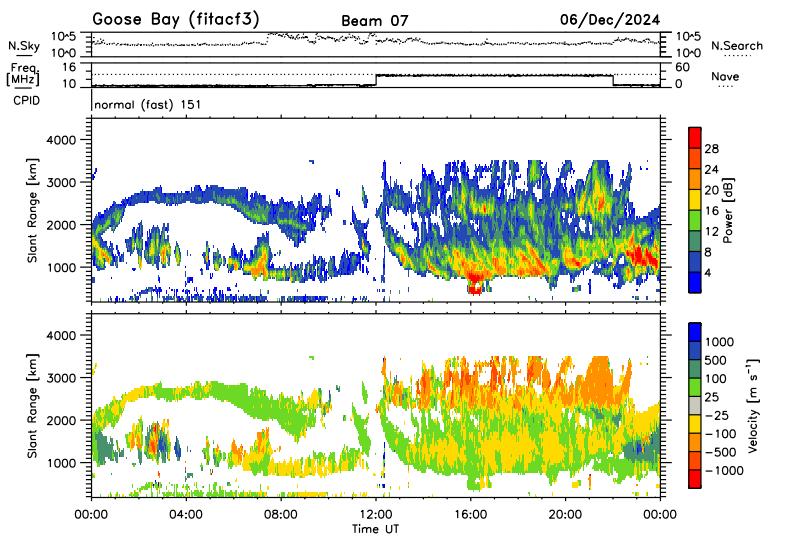 Goose Bay (fitacf3) Beam 07 06/Dec/2024
N.Sky 10^5 10^0 10^5 10^0 N.Search
Freq. [MHz] 16 10 60 0 Nave
CPID normal (fast) 151
Slant Range [km] 4000 3000 2000 1000
Power [dB] 28 24 20 16 12 8 4
Slant Range [km] 4000 3000 2000 1000
Velocity [m s⁻¹] 1000 500 100 25 −25 −100 −500 −1000
00:00 04:00 08:00 12:00 16:00 20:00 00:00
Time UT